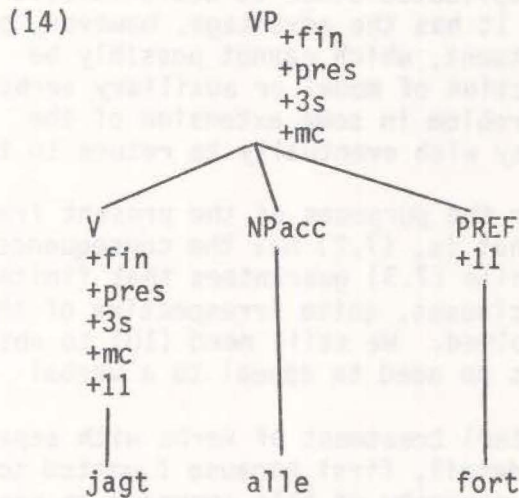 (14) VP
+fin
+pres
+3s
+mc
V NPacc PREF
+fin +11
+pres
+3s
+mc
+11
jagt alle fort